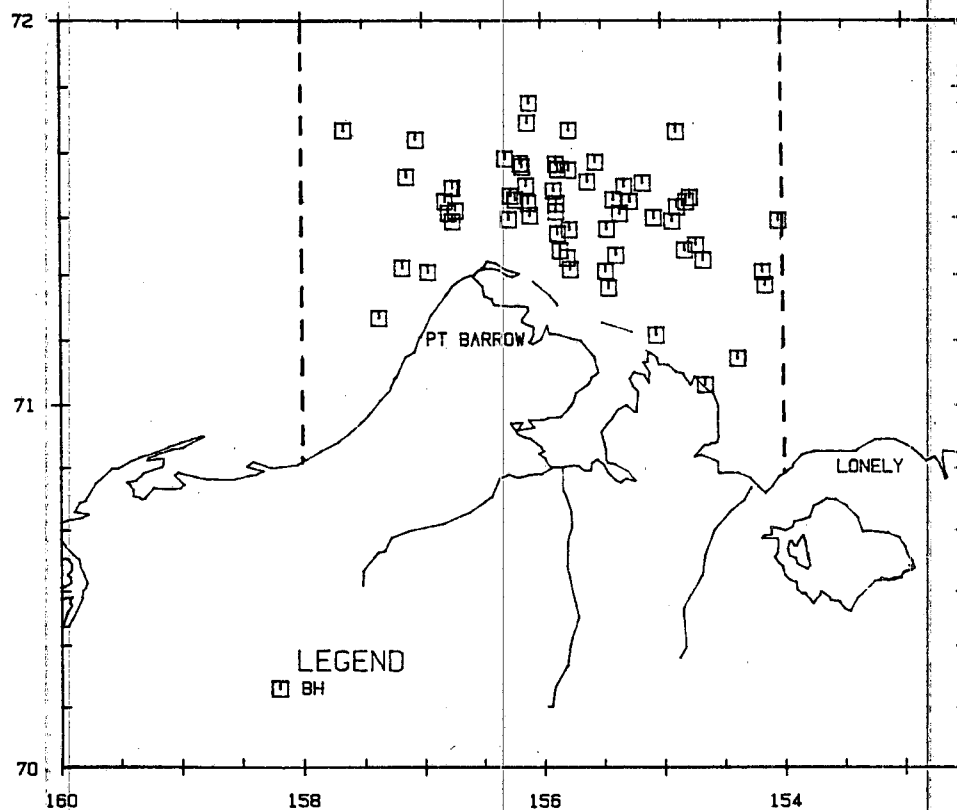 72
PT BARROW
71
LONELY
LEGEND
BH
70
160 158 156 154